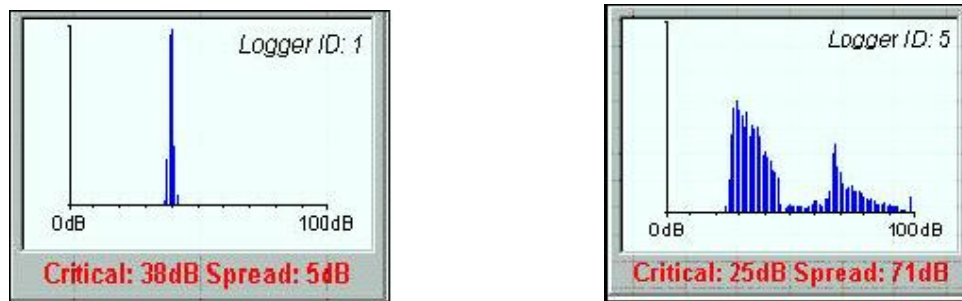 Logger ID: 1
0dB 100dB
Critical: 38dB Spread: 5dB
Logger ID: 5
0dB 100dB
Critical: 25dB Spread: 71dB